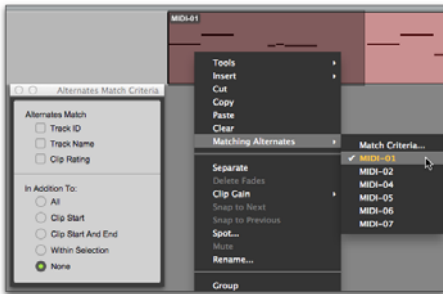 MIDI-01
Alternates Match Criteria
Alternates Match
Track ID
Track Name
Clip Rating
In Addition To:
All
Clip Start
Clip Start And End
Within Selection
None
Tools
Insert
Cut
Copy
Paste
Clear
Matching Alternates
Separate
Delete Fades
Clip Gain
Snap to Next
Snap to Previous
Spot...
Mute
Rename...
Group
Match Criteria...
MIDI-01
MIDI-02
MIDI-04
MIDI-05
MIDI-06
MIDI-07